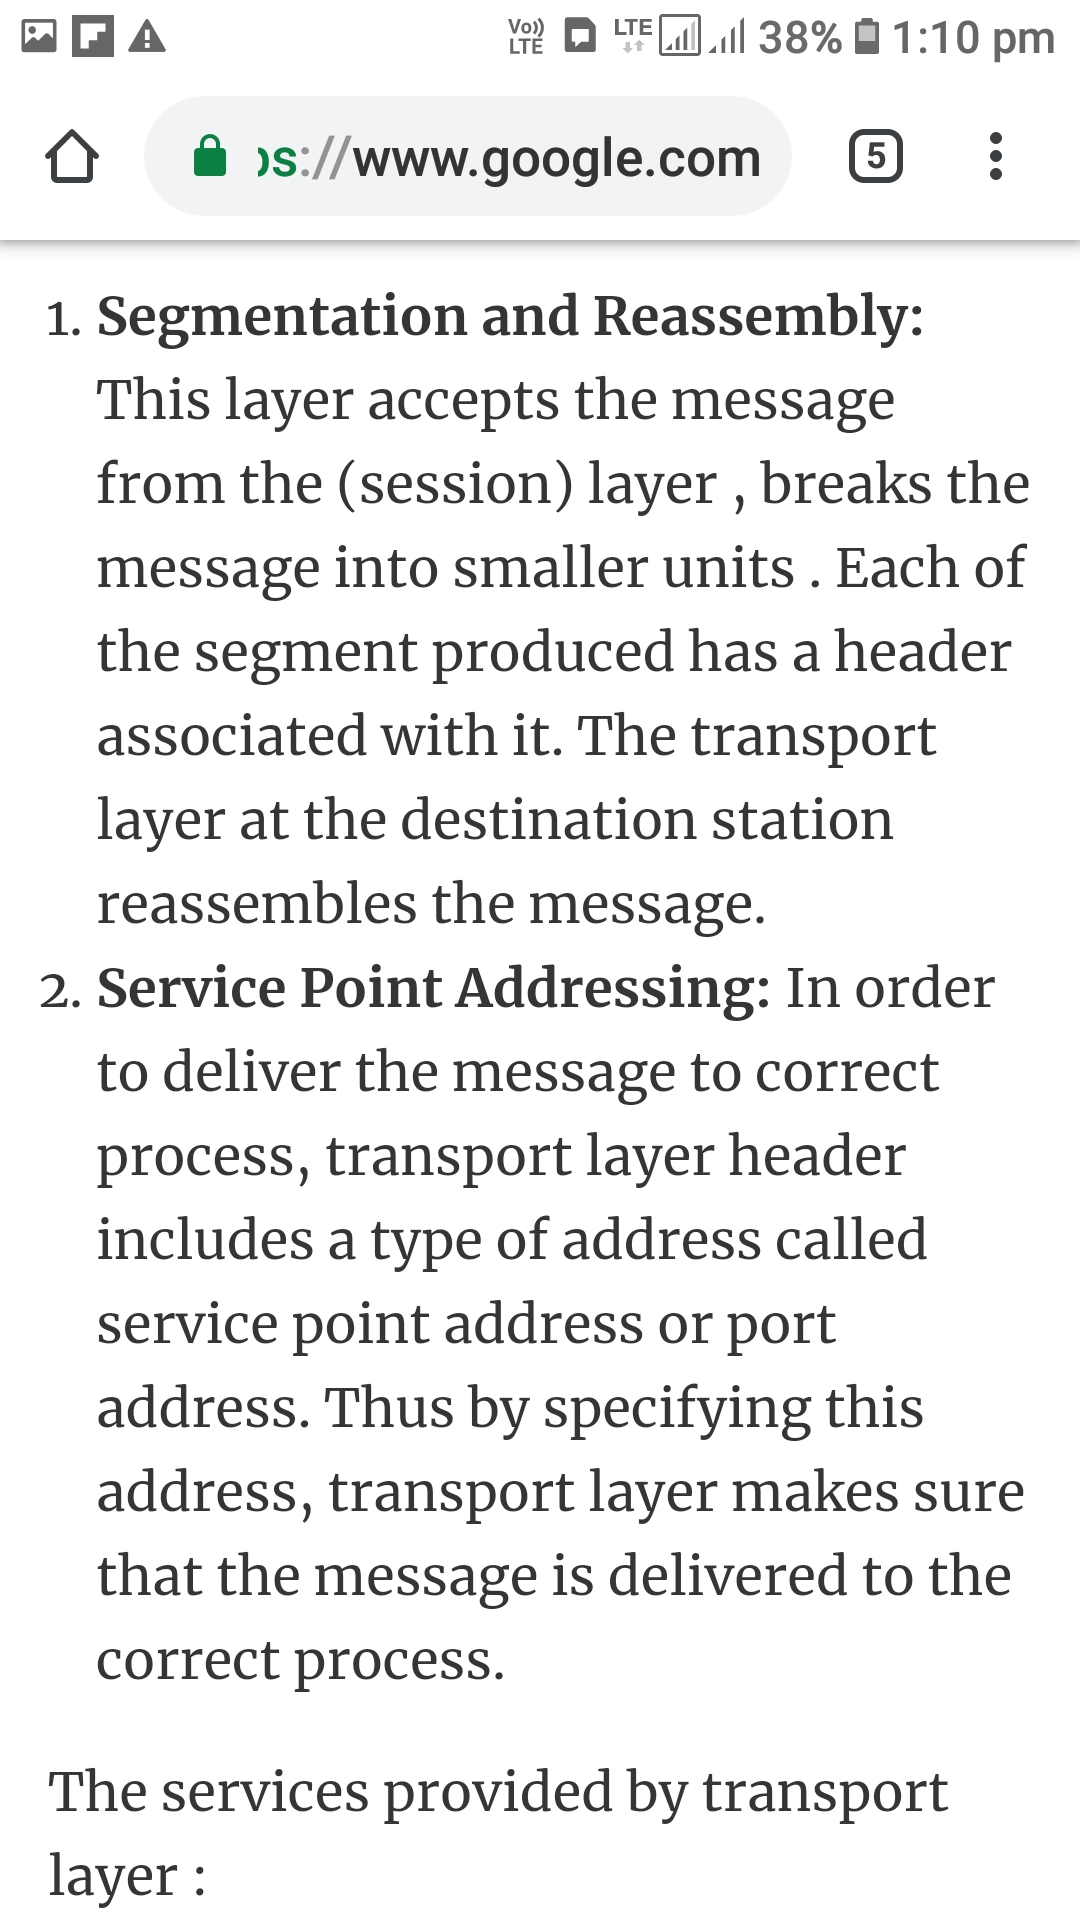 Vo)) LTE LTE 38% 1:10 pm
ps://www.google.com 5
1. Segmentation and Reassembly:
This layer accepts the message
from the (session) layer , breaks the
message into smaller units . Each of
the segment produced has a header
associated with it. The transport
layer at the destination station
reassembles the message.
2. Service Point Addressing: In order
to deliver the message to correct
process, transport layer header
includes a type of address called
service point address or port
address. Thus by specifying this
address, transport layer makes sure
that the message is delivered to the
correct process.
The services provided by transport
layer :